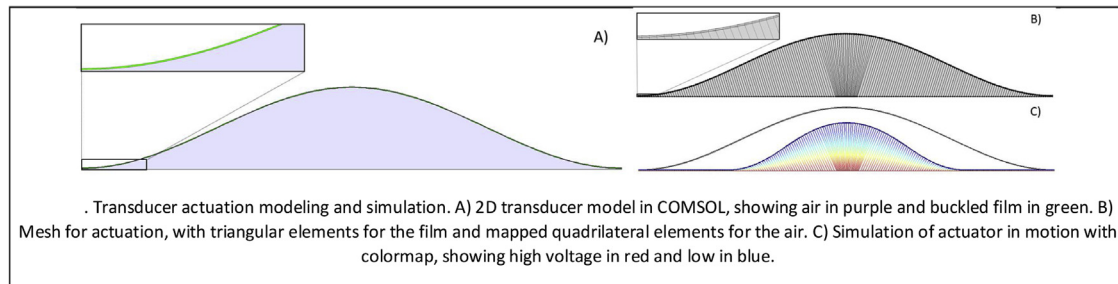 A)
B)
C)
. Transducer actuation modeling and simulation. A) 2D transducer model in COMSOL, showing air in purple and buckled film in green. B)
Mesh for actuation, with triangular elements for the film and mapped quadrilateral elements for the air. C) Simulation of actuator in motion with
colormap, showing high voltage in red and low in blue.